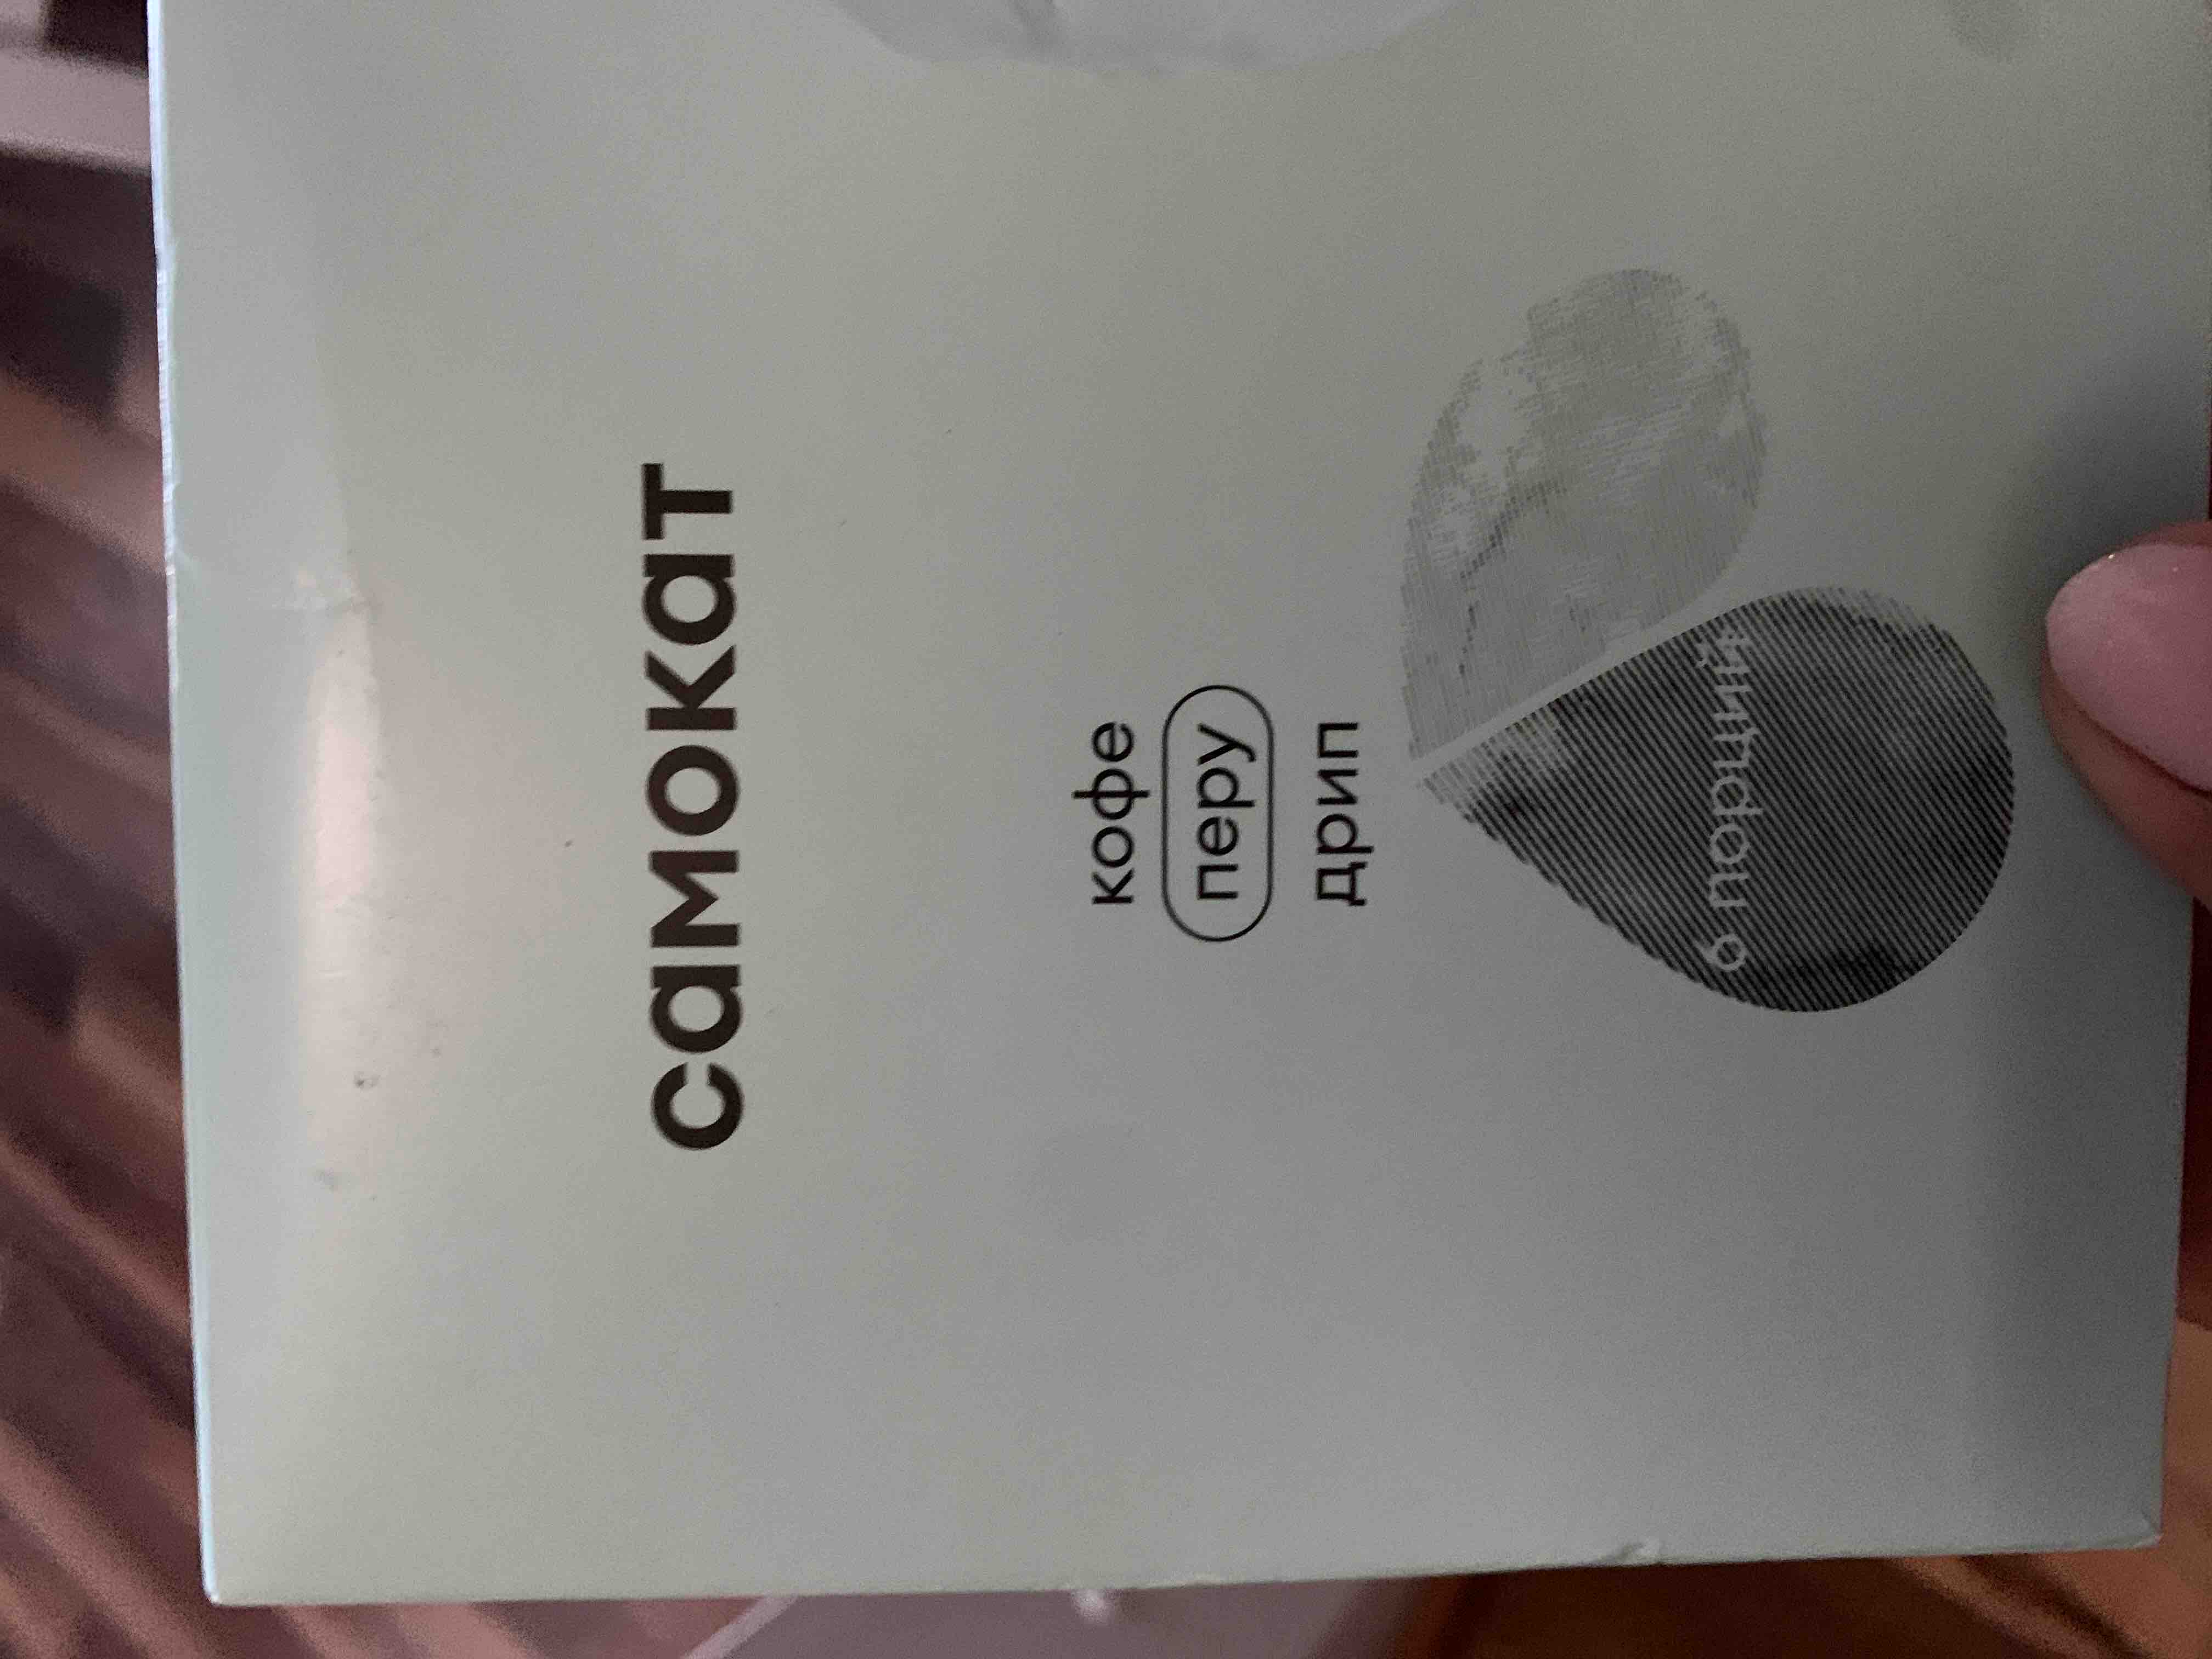 самокат
кофе
перу
дрип
6 порций